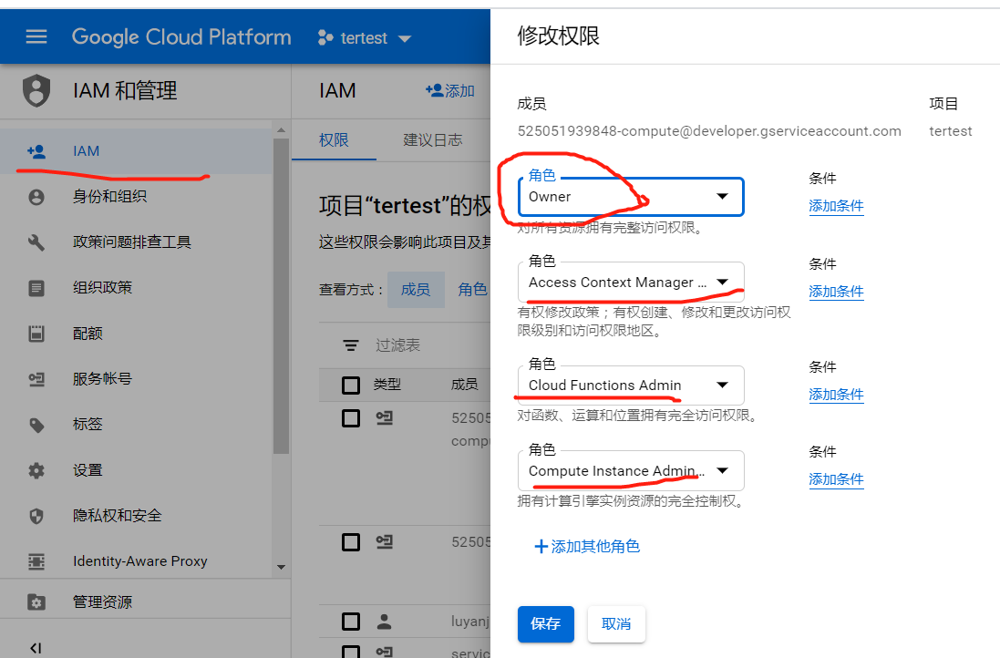 Google Cloud Platform
tertest
IAM 和管理
IAM
身份和组织
政策问题排查工具
组织政策
配额
服务帐号
标签
设置
隐私权和安全
Identity-Aware Proxy
管理资源
IAM
添加
权限
建议日志
项目“tertest”的权
这些权限会影响此项目及其
查看方式：
成员
角色
过滤表
类型
成员
52505
compu
52505
luyanj
servic
修改权限
成员
项目
525051939848-compute@developer.gserviceaccount.com
tertest
角色
条件
Owner
添加条件
对所有资源拥有完整访问权限。
角色
条件
Access Context Manager ...
添加条件
有权修改政策；有权创建、修改和更改访问权
限级别和访问权限地区。
角色
条件
Cloud Functions Admin
添加条件
对函数、运算和位置拥有完全访问权限。
角色
条件
Compute Instance Admin...
添加条件
拥有计算引擎实例资源的完全控制权。
添加其他角色
保存
取消